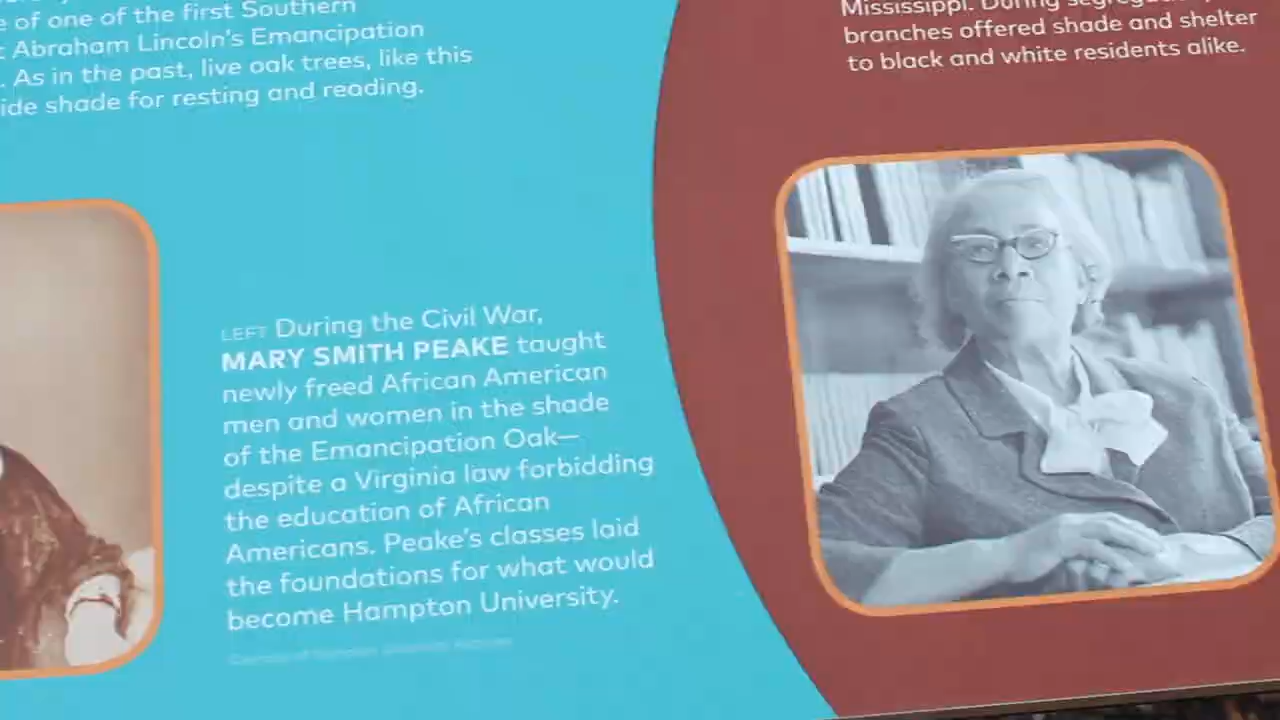 e of one of the first Southern
Abraham Lincoln's Emancipation
. As in the past, live oak trees, like this
ide shade for resting and reading.
LEFT During the Civil War,
MARY SMITH PEAKE taught
newly freed African American
men and women in the shade
of the Emancipation Oak—
despite a Virginia law forbidding
the education of African
Americans. Peake's classes laid
the foundations for what would
become Hampton University.
Mississippi. During
branches offered shade and shelter
to black and white residents alike.